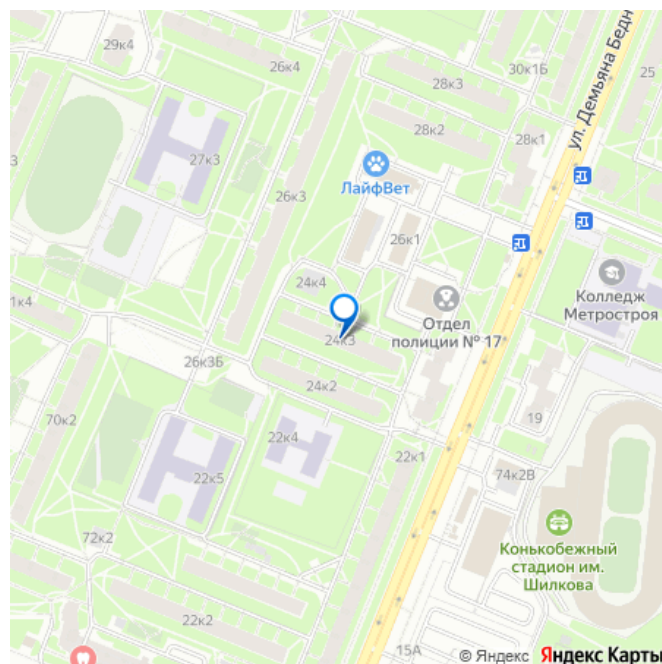 29к4
26к4
28к3
30к1Б
25
ул. Демьяна Бедн
28к2
28к1
27к3
3
ЛайфВет
26к3
26к1
24к4
Колледж
Метростроя
1к4
Отдел
полиции № 17
24к3
26к3Б
24к2
70к2
19
22к4
22к1
22к5
74к2В
72к2
Конькобежный
стадион им.
Шилкова
22к2
15А
© Яндекс Яндекс Карты